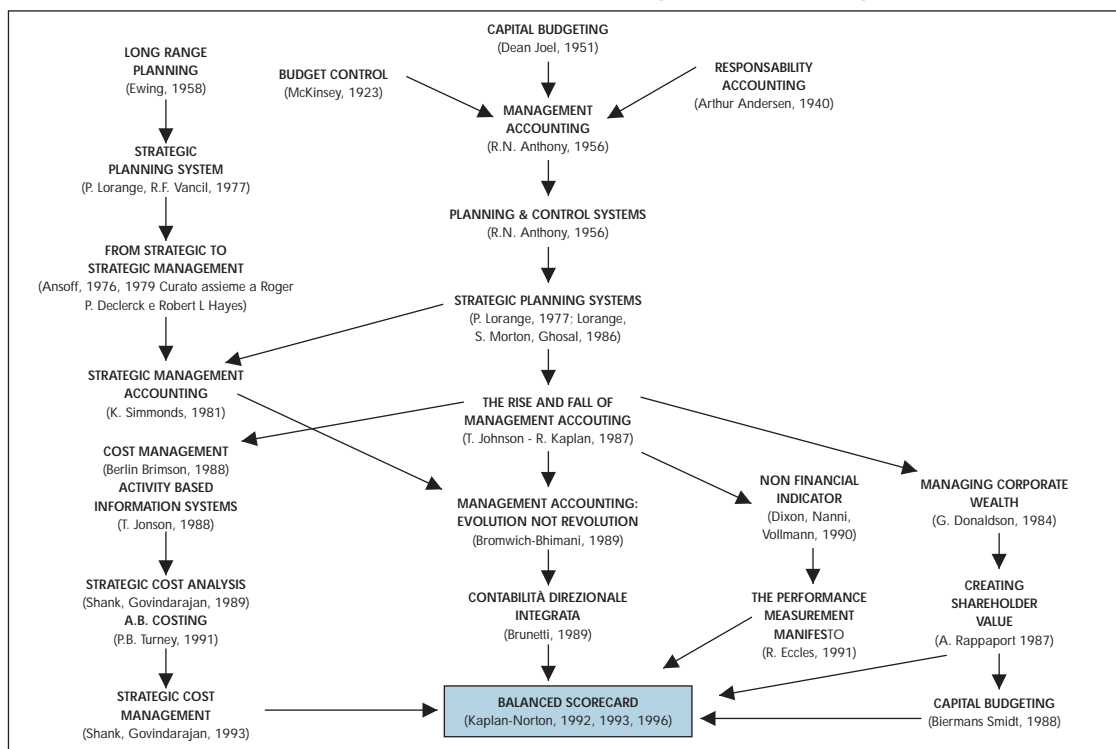 CAPITAL BUDGETING
(Dean Joel, 1951)
LONG RANGE
PLANNING
(Ewing, 1958)
BUDGET CONTROL
(McKinsey, 1923)
RESPONSABILITY
ACCOUNTING
(Arthur Andersen, 1940)
MANAGEMENT
ACCOUNTING
(R.N. Anthony, 1956)
STRATEGIC
PLANNING SYSTEM
(P. Lorange, R.F. Vancil, 1977)
PLANNING & CONTROL SYSTEMS
(R.N. Anthony, 1956)
FROM STRATEGIC TO
STRATEGIC MANAGEMENT
(Ansoff, 1976, 1979 Curato assieme a Roger
P. Declerck e Robert L Hayes)
STRATEGIC PLANNING SYSTEMS
(P. Lorange, 1977; Lorange,
S. Morton, Ghosal, 1986)
STRATEGIC MANAGEMENT
ACCOUNTING
(K. Simmonds, 1981)
THE RISE AND FALL OF
MANAGEMENT ACCOUTING
(T. Johnson - R. Kaplan, 1987)
COST MANAGEMENT
(Berlin Brimson, 1988)
ACTIVITY BASED
INFORMATION SYSTEMS
(T. Jonson, 1988)
MANAGEMENT ACCOUNTING:
EVOLUTION NOT REVOLUTION
(Bromwich-Bhimani, 1989)
NON FINANCIAL
INDICATOR
(Dixon, Nanni,
Vollmann, 1990)
MANAGING CORPORATE
WEALTH
(G. Donaldson, 1984)
STRATEGIC COST ANALYSIS
(Shank, Govindarajan, 1989)
A.B. COSTING
(P.B. Turney, 1991)
CONTABILITÀ DIREZIONALE
INTEGRATA
(Brunetti, 1989)
THE PERFORMANCE
MEASUREMENT
MANIFESTO
(R. Eccles, 1991)
CREATING
SHAREHOLDER
VALUE
(A. Rappaport 1987)
STRATEGIC COST
MANAGEMENT
(Shank, Govindarajan, 1993)
BALANCED SCORECARD
(Kaplan-Norton, 1992, 1993, 1996)
CAPITAL BUDGETING
(Biermans Smidt, 1988)